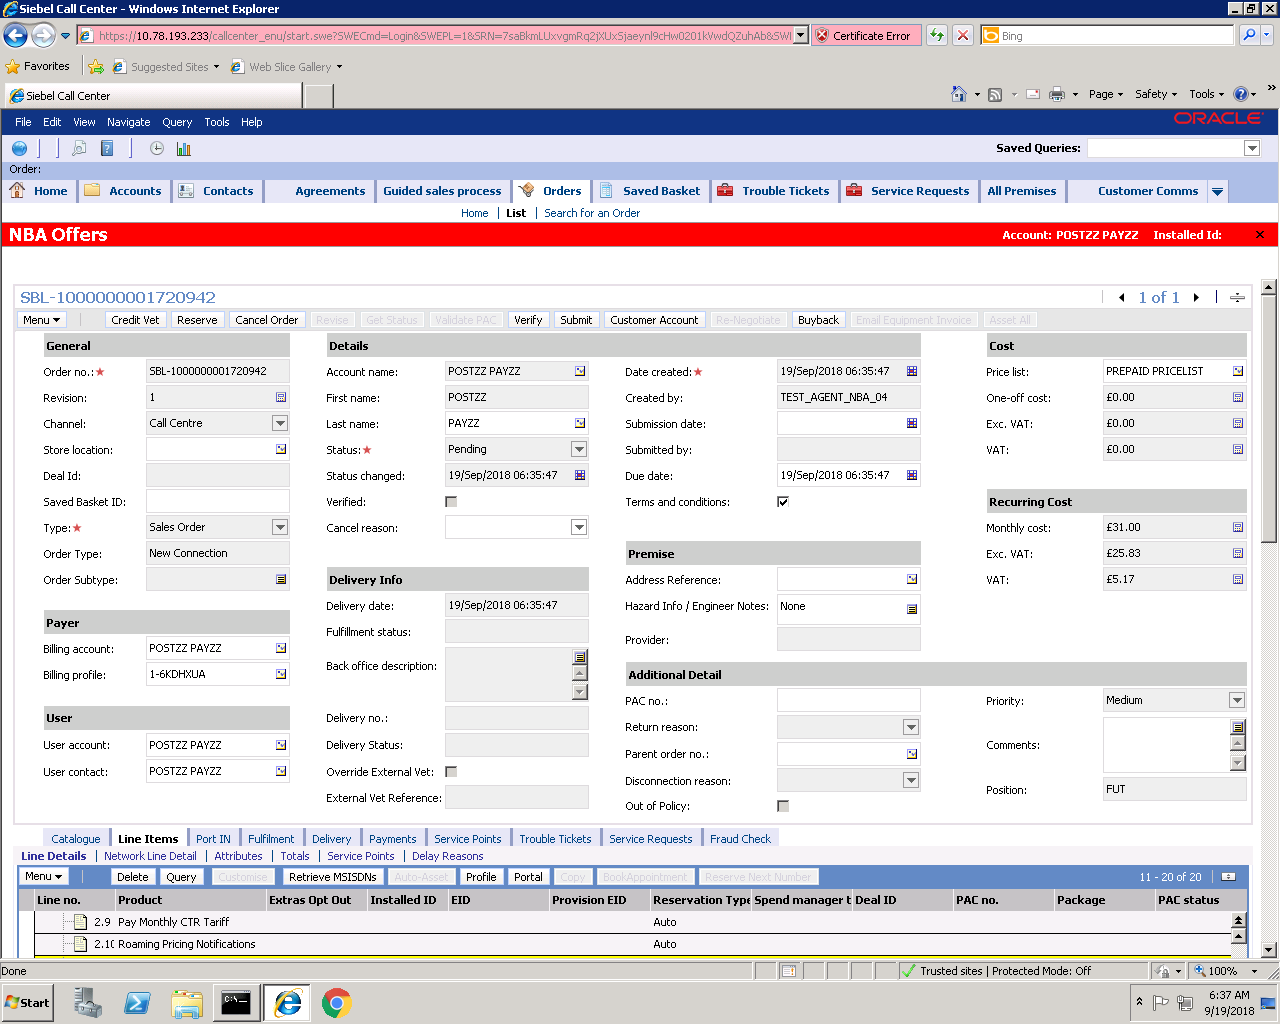 Siebel Call Center - Windows Internet Explorer
Certificate Error
Bing
Favorites
Suggested Sites
Web Slice Gallery
Siebel Call Center
Page
Safety
Tools
File Edit View Navigate Query Tools Help
ORACLE
Saved Queries:
Order:
Home Accounts Contacts Agreements Guided sales process Orders Saved Basket Trouble Tickets Service Requests All Premises Customer Comms
Home List Search for an Order
NBA Offers
Account: POSTZZ PAYZZ Installed Id:
SBL-1000000001720942
1 of 1
Menu Credit Vet Reserve Cancel Order Revise Get Status Validate PAC Verify Submit Customer Account Re-Negotiate Buyback Email Equipment Invoice Asset All
General
Order no.: SBL-1000000001720942
Revision: 1
Channel: Call Centre
Store location:
Deal Id:
Saved Basket ID:
Type: Sales Order
Order Type: New Connection
Order Subtype:
Payer
Billing account: POSTZZ PAYZZ
Billing profile: 1-6KDHXUA
User
User account: POSTZZ PAYZZ
User contact: POSTZZ PAYZZ
Details
Account name: POSTZZ PAYZZ
First name: POSTZZ
Last name: PAYZZ
Status: Pending
Status changed: 19/Sep/2018 06:35:47
Verified:
Cancel reason:
Delivery Info
Delivery date: 19/Sep/2018 06:35:47
Fulfillment status:
Back office description:
Delivery no.:
Delivery Status:
Override External Vet:
External Vet Reference:
Date created: 19/Sep/2018 06:35:47
Created by: TEST_AGENT_NBA_04
Submission date:
Submitted by:
Due date: 19/Sep/2018 06:35:47
Terms and conditions:
Premise
Address Reference:
Hazard Info / Engineer Notes: None
Provider:
Additional Detail
PAC no.:
Return reason:
Parent order no.:
Disconnection reason:
Out of Policy:
Cost
Price list: PREPAID PRICELIST
One-off cost: £0.00
Exc. VAT: £0.00
VAT: £0.00
Recurring Cost
Monthly cost: £31.00
Exc. VAT: £25.83
VAT: £5.17
Priority: Medium
Comments:
Position: FUT
Catalogue Line Items Port IN Fulfilment Delivery Payments Service Points Trouble Tickets Service Requests Fraud Check
Line Details Network Line Detail Attributes Totals Service Points Delay Reasons
Menu Delete Query Customise Retrieve MSISDNs Auto-Asset Profile Portal Copy BookAppointment Reserve Next Number
11 - 20 of 20
Line no. Product Extras Opt Out Installed ID EID Provision EID Reservation Type Spend manager t Deal ID PAC no. Package PAC status
2.9 Pay Monthly CTR Tariff Auto
2.10 Roaming Pricing Notifications Auto
Done
Trusted sites | Protected Mode: Off
100%
Start
6:37 AM
9/19/2018